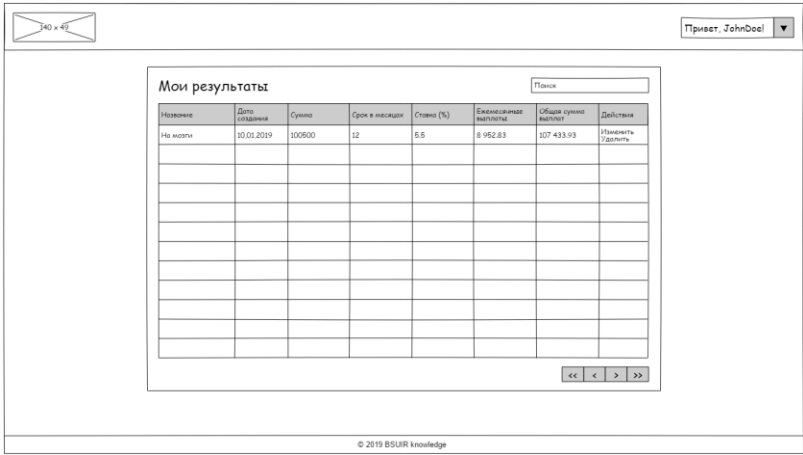 140 x 49
Привет, JohnDoe! ▼
Мои результаты
Поиск
Название Дата создания Сумма Срок в месяцах Ставка (%) Ежемесячные выплаты Общая сумма выплат Действия
На мозги 10.01.2019 100500 12 5.5 8 952.83 107 433.93 Изменить Удалить
<< < > >>
© 2019 BSUIR knowledge